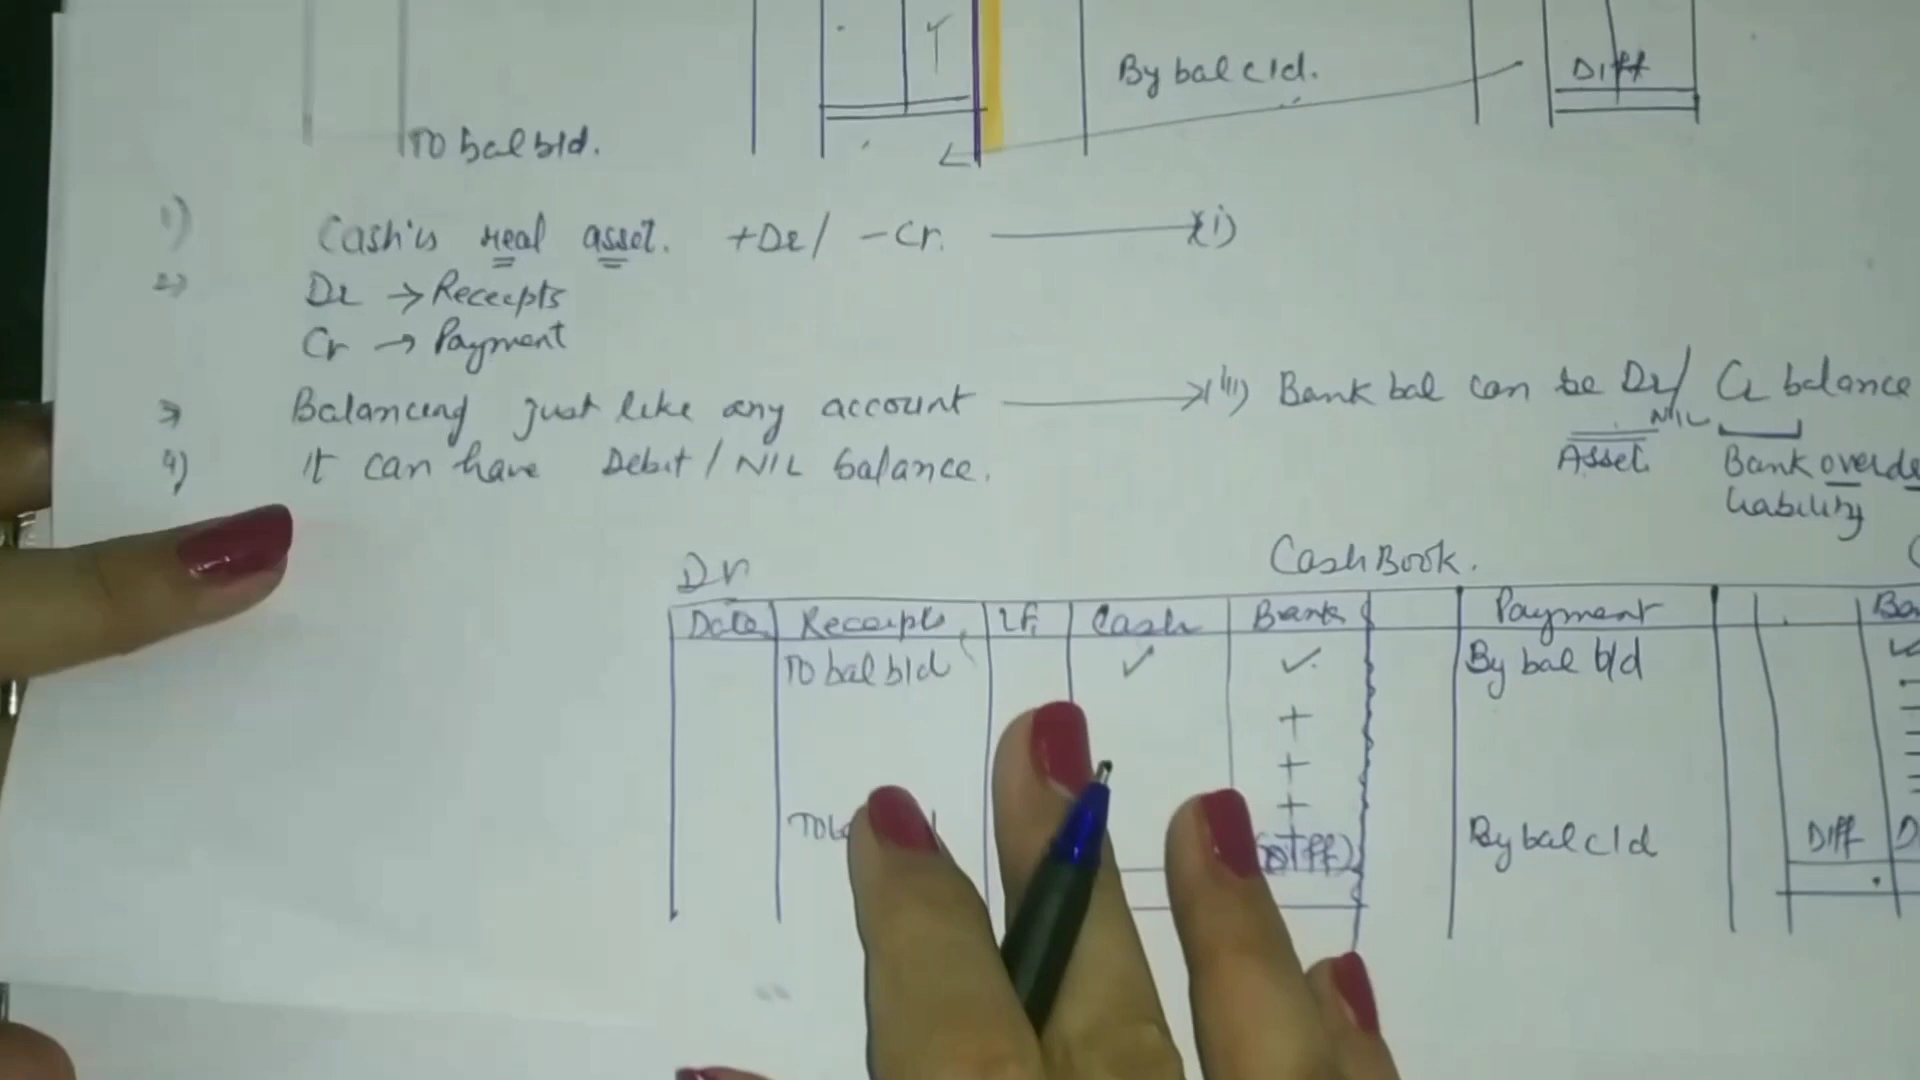 By bal c/d.
Diff
TO bal b/d.
1) Cash is real asset. +Dr/ -Cr. i)
2) Dr → Receipts
Cr → Payment
3) Balancing just like any account → (iii) Bank bal can be Dr/ Cr balance
NIL
4) It can have Debit / NIL balance.
Asset. Bank overd
liability
Dr Cash Book.
Date Receipts L.F. Cash Bank Payment
TO bal b/d ✓ ✓ By bal b/d
+
+
+
(Diff) By bal c/d Diff